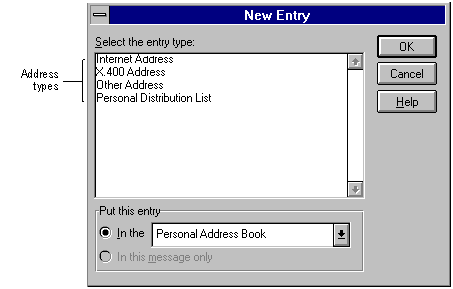 New Entry
Select the entry type:
Address types
Internet Address
X.400 Address
Other Address
Personal Distribution List
OK
Cancel
Help
Put this entry
In the
Personal Address Book
In this message only